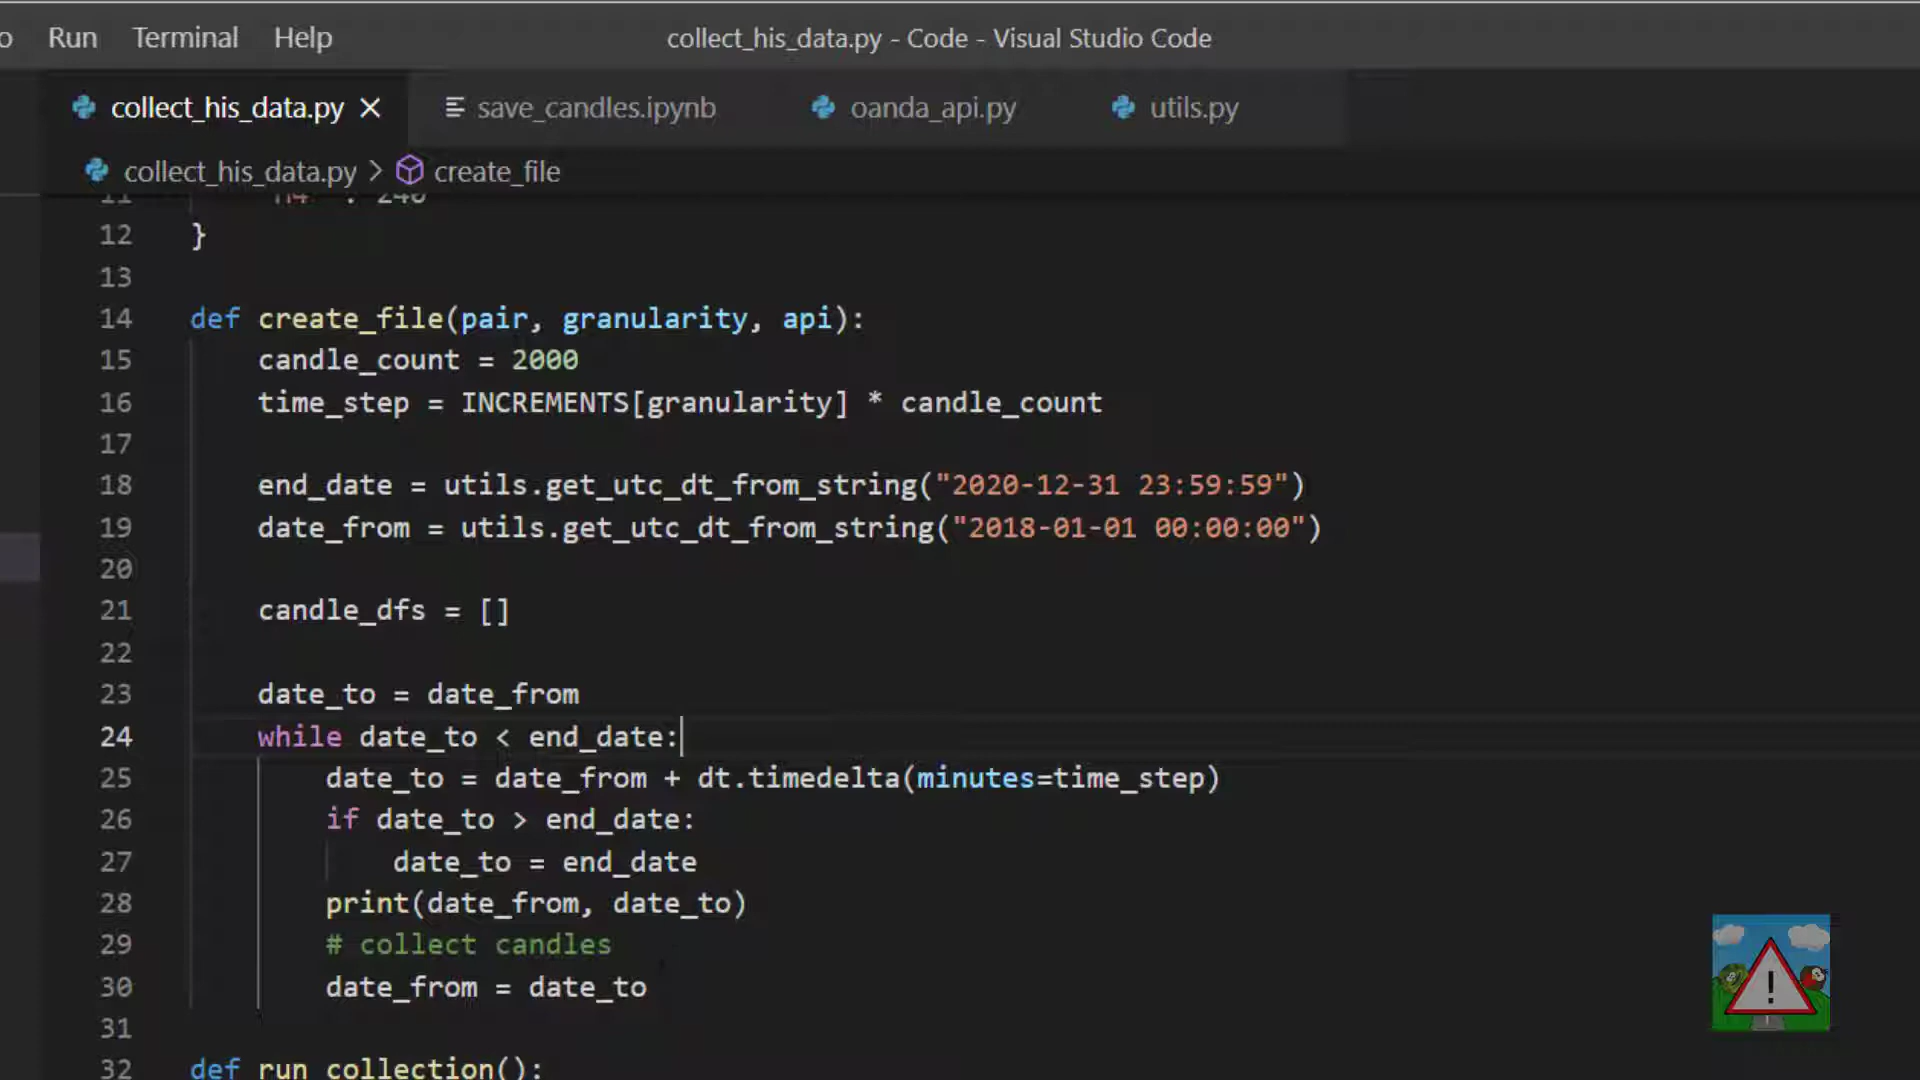 Run Terminal Help collect_his_data.py - Code - Visual Studio Code
collect_his_data.py save_candles.ipynb oanda_api.py utils.py
collect_his_data.py > create_file
12 }
13
14 def create_file(pair, granularity, api):
15 candle_count = 2000
16 time_step = INCREMENTS[granularity] * candle_count
17
18 end_date = utils.get_utc_dt_from_string("2020-12-31 23:59:59")
19 date_from = utils.get_utc_dt_from_string("2018-01-01 00:00:00")
20
21 candle_dfs = []
22
23 date_to = date_from
24 while date_to < end_date:
25 date_to = date_from + dt.timedelta(minutes=time_step)
26 if date_to > end_date:
27 date_to = end_date
28 print(date_from, date_to)
29 # collect candles
30 date_from = date_to
31
32 def run_collection():
!